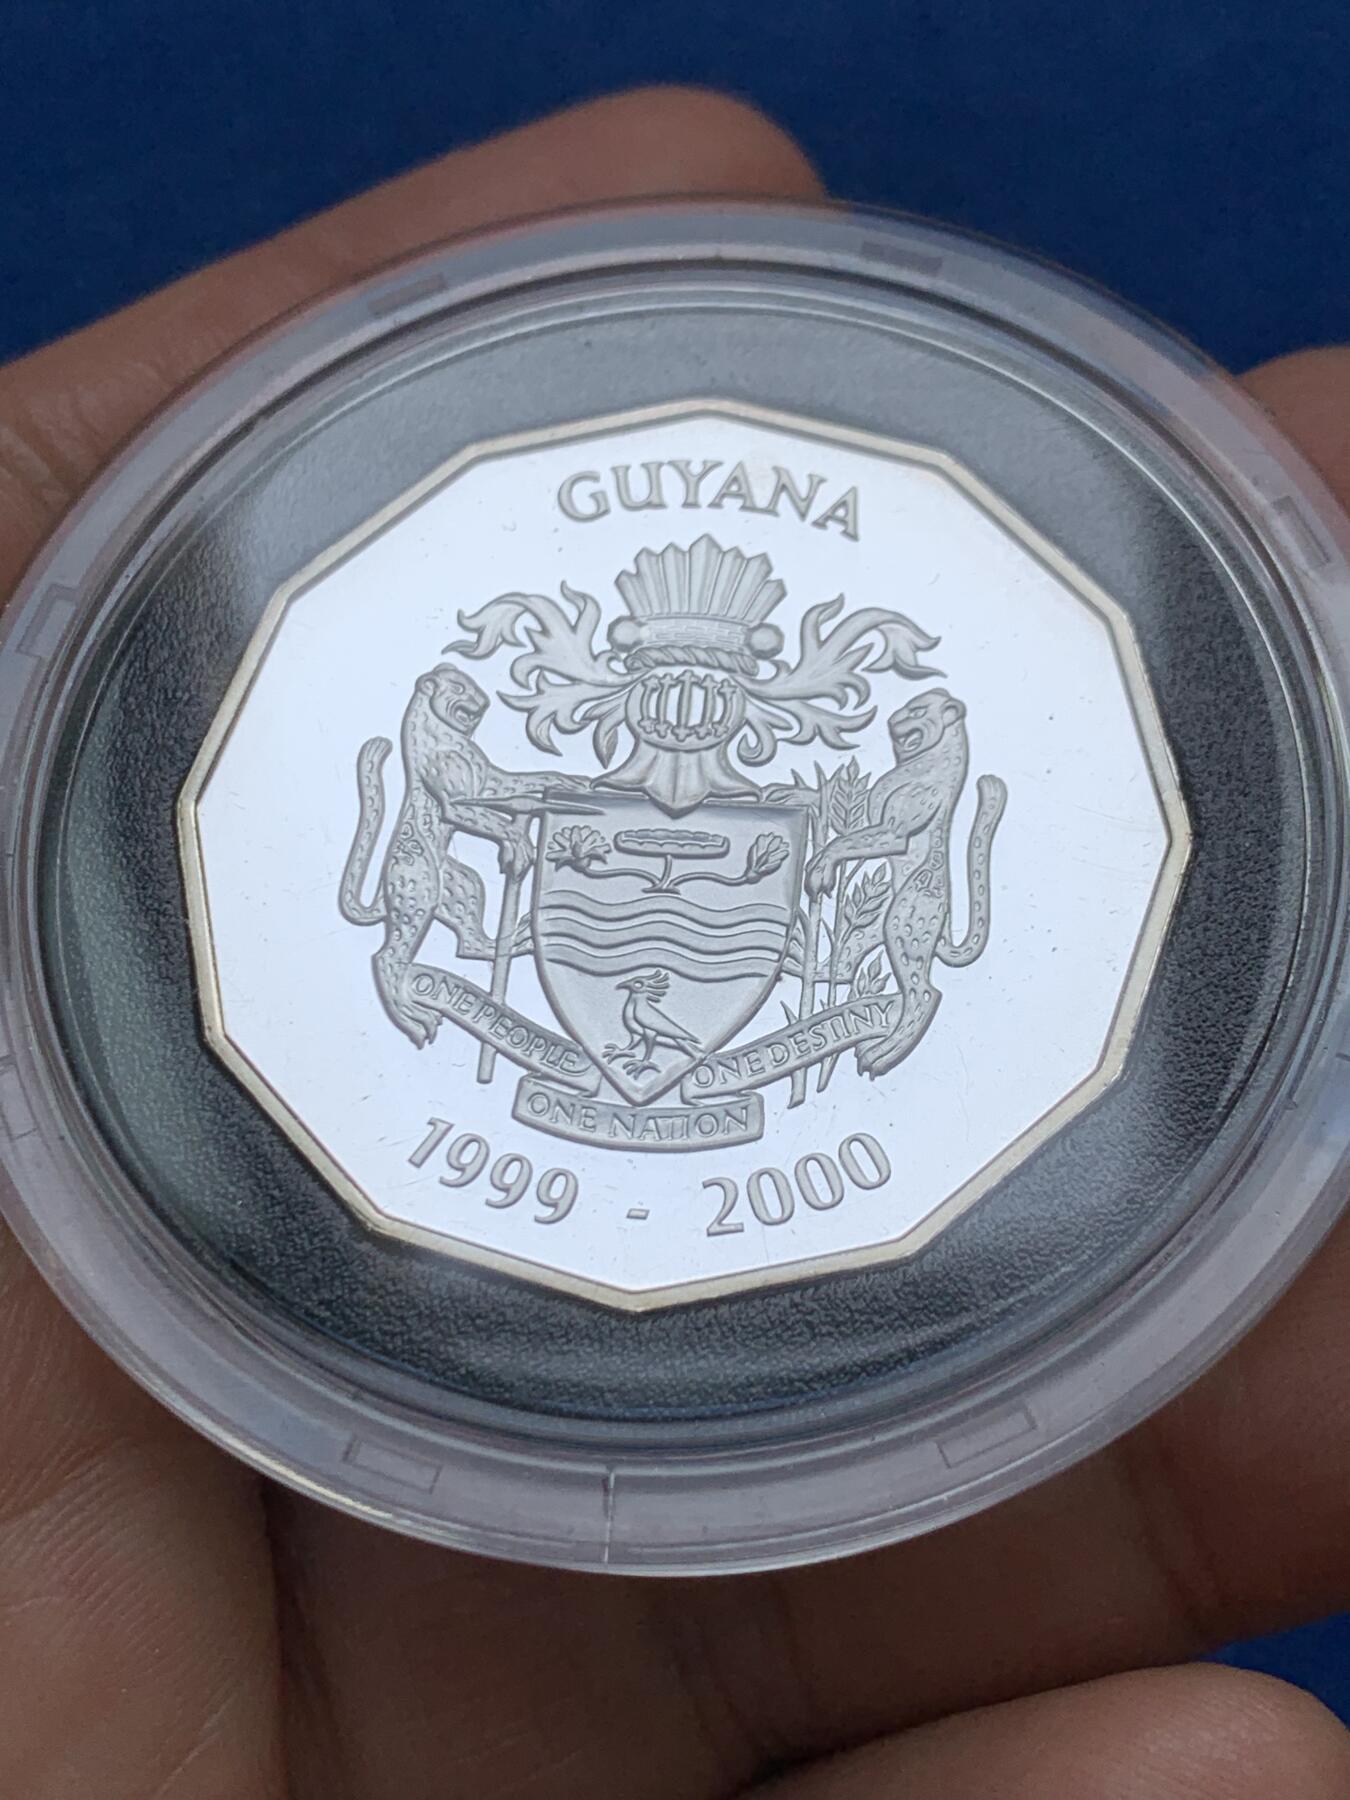 GUYANA
ONE PEOPLE
ONE NATION
ONE DESTINY
1999 - 2000